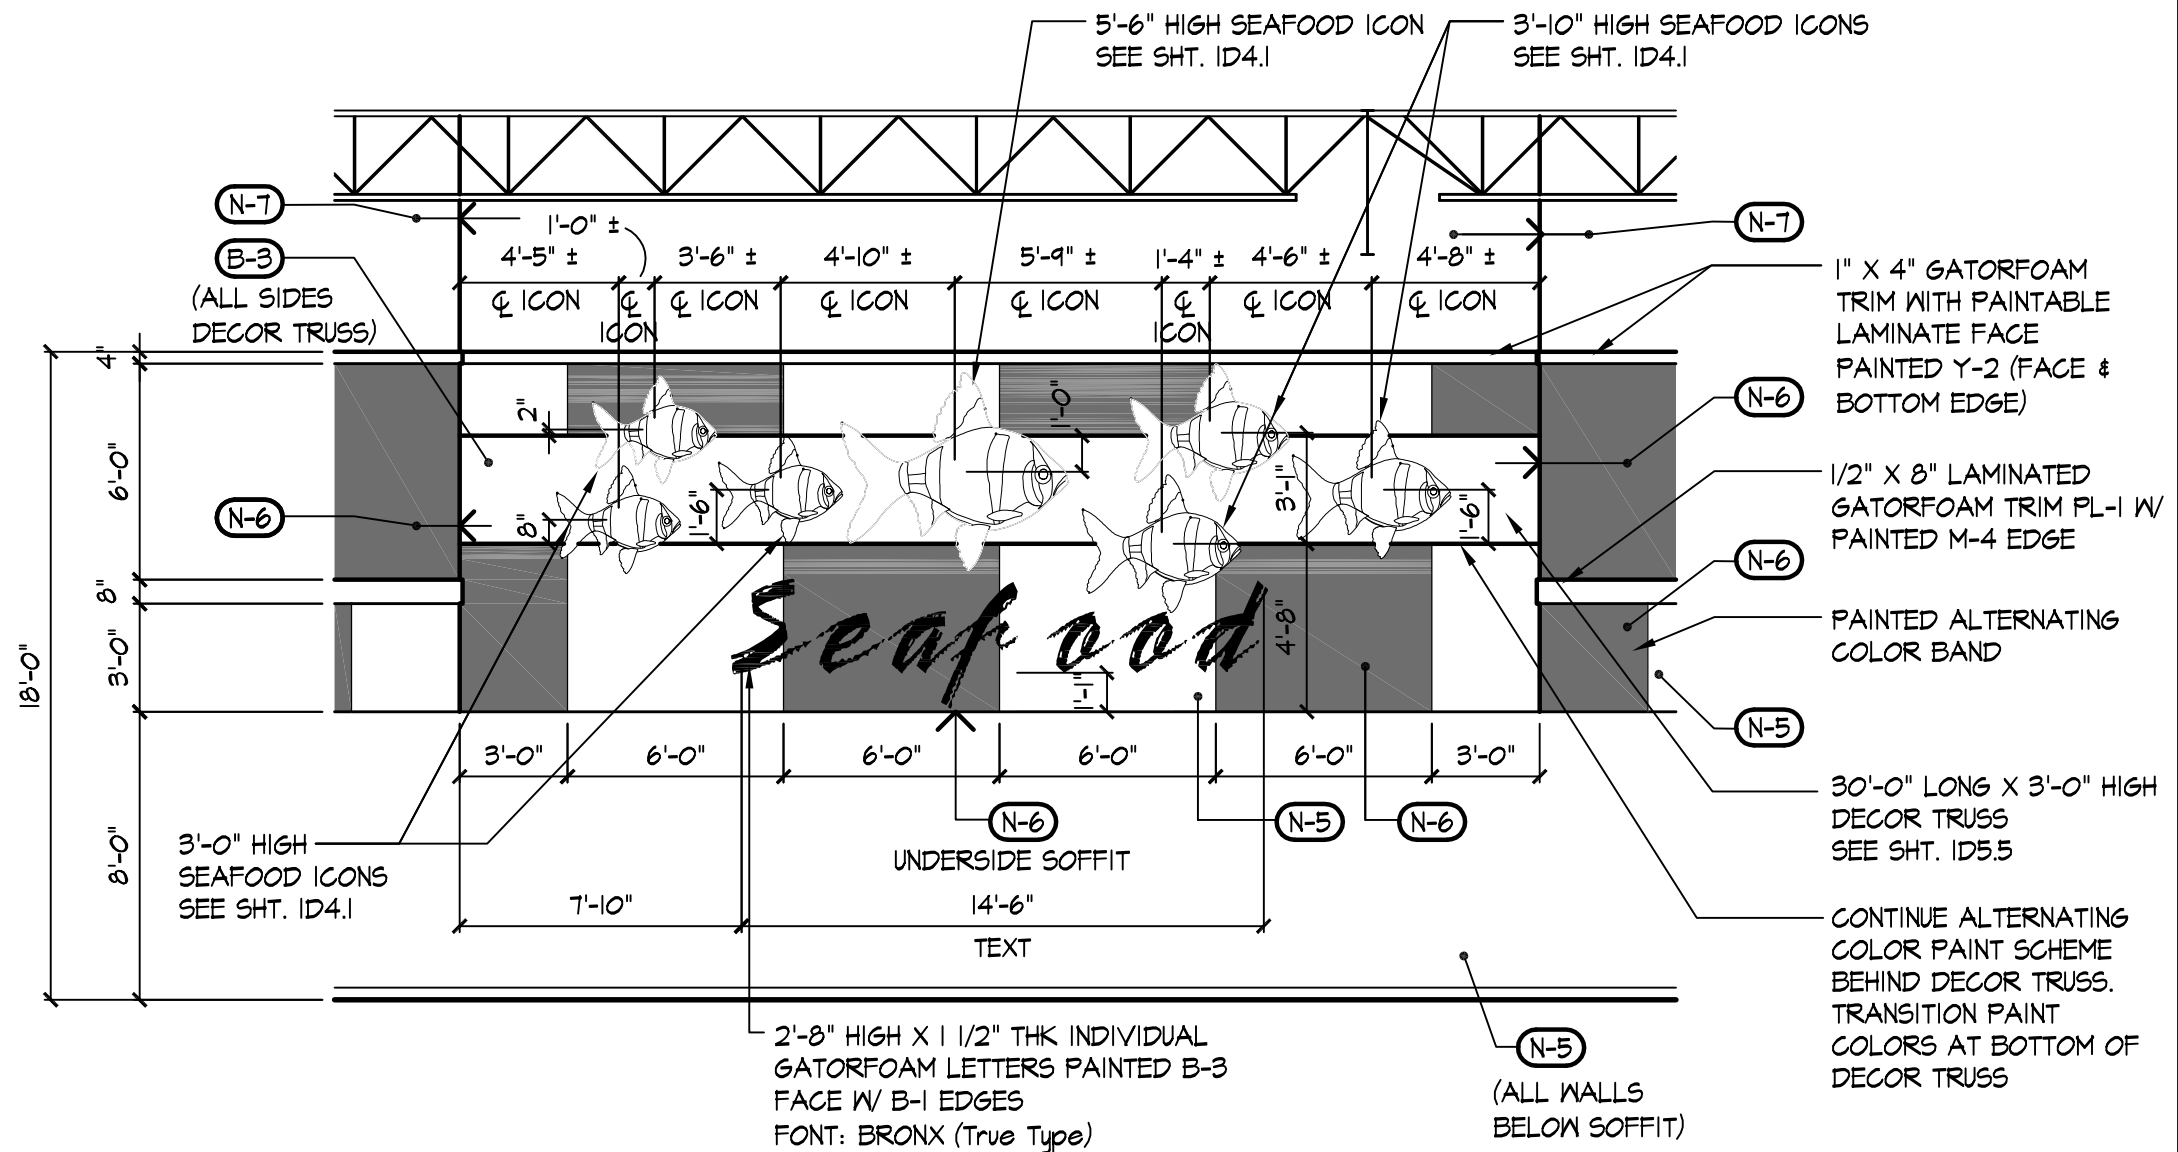 5'-6" HIGH SEAFOOD ICON
SEE SHT. ID4.1
3'-10" HIGH SEAFOOD ICONS
SEE SHT. ID4.1
N-7
B-3
(ALL SIDES
DECOR TRUSS)
N-6
1'-0" ±
4'-5" ±
3'-6" ±
4'-10" ±
5'-9" ±
1'-4" ±
4'-6" ±
4'-8" ±
℄ ICON
℄
ICON
℄ ICON
℄ ICON
℄ ICON
℄
ICON
℄ ICON
℄ ICON
N-7
1" X 4" GATORFOAM
TRIM WITH PAINTABLE
LAMINATE FACE
PAINTED Y-2 (FACE &
BOTTOM EDGE)
N-6
1/2" X 8" LAMINATED
GATORFOAM TRIM PL-1 W/
PAINTED M-4 EDGE
N-6
PAINTED ALTERNATING
COLOR BAND
N-5
30'-0" LONG X 3'-0" HIGH
DECOR TRUSS
SEE SHT. ID5.5
CONTINUE ALTERNATING
COLOR PAINT SCHEME
BEHIND DECOR TRUSS.
TRANSITION PAINT
COLORS AT BOTTOM OF
DECOR TRUSS
4"
6'-0"
8"
3'-0"
18'-0"
8'-0"
2"
8"
1'-6"
1'-0"
3'-1"
1'-6"
4'-8"
1'-1"
Seafood
3'-0"
6'-0"
6'-0"
6'-0"
6'-0"
3'-0"
N-6
UNDERSIDE SOFFIT
N-5
N-6
3'-0" HIGH
SEAFOOD ICONS
SEE SHT. ID4.1
7'-10"
14'-6"
TEXT
2'-8" HIGH X 1 1/2" THK INDIVIDUAL
GATORFOAM LETTERS PAINTED B-3
FACE W/ B-1 EDGES
FONT: BRONX (True Type)
N-5
(ALL WALLS
BELOW SOFFIT)